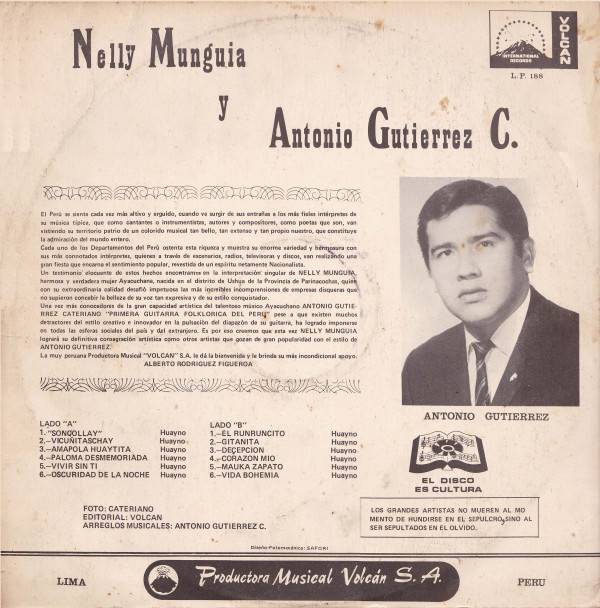 Nelly Munguia
y
Antonio Gutierrez C.
INTERNATIONAL
RECORDS
VOLCAN
L. P. 188
El Perú se siente cada vez más altivo y erguido, cuando ve surgir de sus entrañas a los más fieles intérpretes de
su música típica, que como cantantes o instrumentistas, autores y compositores, como poetas que son, van
vistiendo su territorio patrio de un colorido musical tan bello, tan extenso y tan propio nuestro, que constituye
la admiración del mundo entero.
Cada uno de los Departamentos del Perú ostenta esta riqueza y muestra su enorme variedad y hermosura con
sus más connotados intérpretes, quienes a través de escenarios, radios, televisoras y discos, van realizando una
gran fiesta que encarna el sentimiento popular, revestida de un espíritu netamente Nacionalista.
Un testimonio elocuente de estos hechos encontramos en la interpretación singular de NELLY MUNGUIA,
hermosa y verdadera mujer Ayacuchana, nacida en el distrito de Ushua de la Provincia de Parinacochas, quien
con su extraordinaria calidad desafió impetuosa las más increíbles incomprensiones de empresas disqueras que
no supieron concebir la belleza de su voz tan expresiva y de su estilo conquistador.
Una vez más conocedores de la gran capacidad artística del talentoso músico Ayacuchano ANTONIO GUTIE-
RREZ CATERIANO "PRIMERA GUITARRA FOLKLORICA DEL PERU" pese a que existen muchos
detractores del estilo creativo e innovador en la pulsación del diapazón de su guitarra, ha logrado imponerse
en todas las esferas sociales del país y del extranjero. Es por eso creemos que esta vez NELLY MUNGUIA
logrará su definitiva consagración artística como otros artistas que gozan de gran popularidad con el estilo de
ANTONIO GUTIERREZ.
La muy peruana Productora Musical "VOLCAN" S.A. le dá la bienvenida y le brinda su más incondicional apoyo.
ALBERTO RODRIGUEZ FIGUEROA
ANTONIO GUTIERREZ
LADO "A"
1.-"SONQOLLAY" Huayno
2.-VICUÑITASCHAY Huayno
3.-AMAPOLA HUAYTITA Huayno
4.-PALOMA DESMEMORIADA Huayno
5.-VIVIR SIN TI Huayno
6.-OSCURIDAD DE LA NOCHE Huayno
LADO "B"
1.-EL RUNRUNCITO Huayno
2.-GITANITA Huayno
3.-DECEPCION Huayno
4.-CORAZON MIO Huayno
5.-MAUKA ZAPATO Huayno
6.-VIDA BOHEMIA Huayno
EL DISCO
ES CULTURA
FOTO: CATERIANO
EDITORIAL: VOLCAN
ARREGLOS MUSICALES: ANTONIO GUTIERREZ C.
LOS GRANDES ARTISTAS NO MUEREN AL MO
MENTO DE HUNDIRSE EN EL SEPULCRO, SINO AL
SER SEPULTADOS EN EL OLVIDO.
Diseño-Fotomecánica: SAFORI
LIMA
Productora Musical Volcán S. A.
PERU